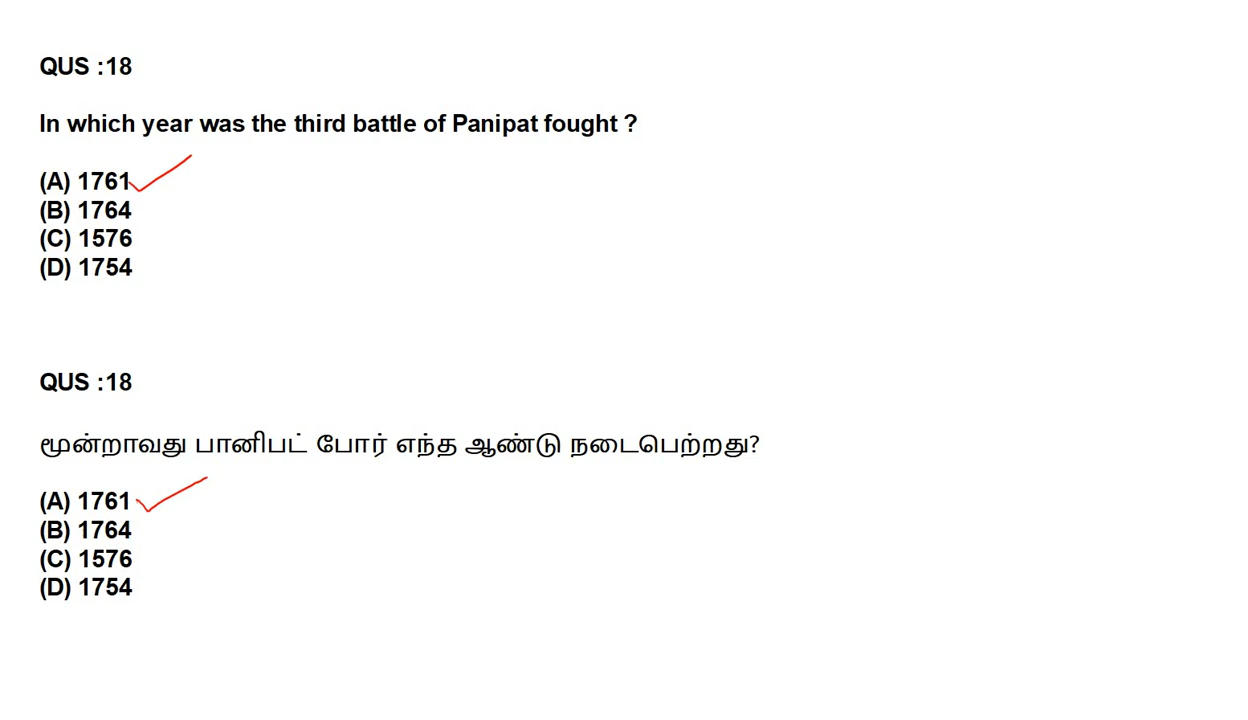 QUS :18
In which year was the third battle of Panipat fought ?
(A) 1761
(B) 1764
(C) 1576
(D) 1754
QUS :18
மூன்றாவது பானிபட் போர் எந்த ஆண்டு நடைபெற்றது?
(A) 1761
(B) 1764
(C) 1576
(D) 1754